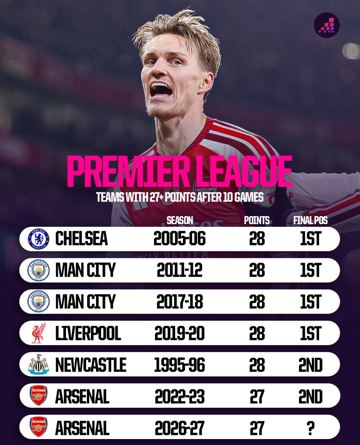 PREMIER LEAGUE
TEAMS WITH 27+ POINTS AFTER 10 GAMES
SEASON POINTS FINAL POS
CHELSEA 2005-06 28 1ST
MAN CITY 2011-12 28 1ST
MAN CITY 2017-18 28 1ST
LIVERPOOL 2019-20 28 1ST
NEWCASTLE 1995-96 28 2ND
ARSENAL 2022-23 27 2ND
ARSENAL 2026-27 27 ?